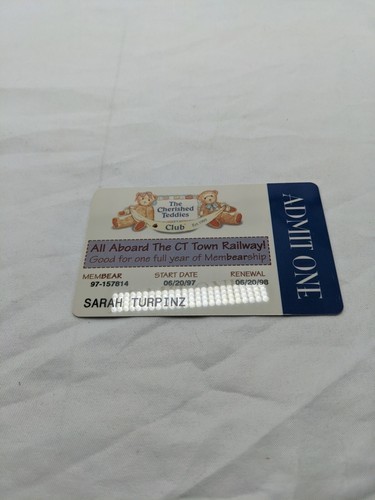 The
Cherished
Teddies
Club
All Aboard The CT Town Railway!
Good for one full year of Membearship
MEMBEAR START DATE RENEWAL
97-157814 06/20/97 06/20/98
SARAH TURPINZ
ADMIT ONE